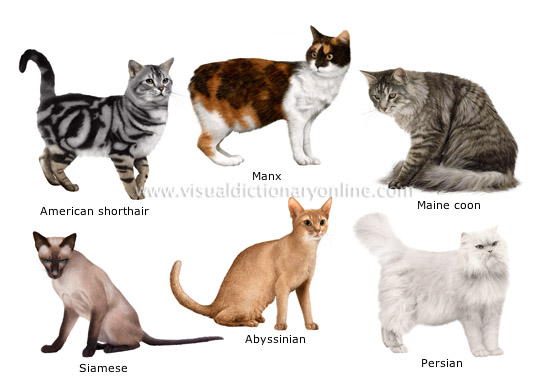 Manx
www.visualdictionaryonline.com
American shorthair
Maine coon
Siamese
Abyssinian
Persian